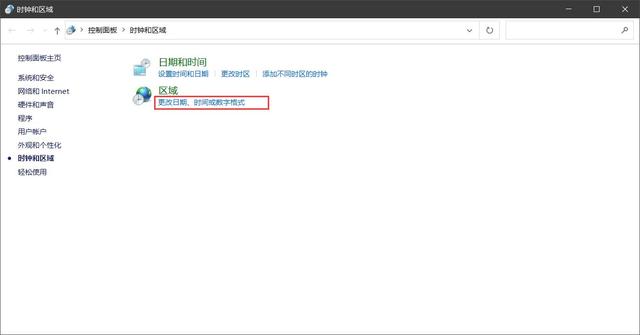 时钟和区域
控制面板 > 时钟和区域
控制面板主页
系统和安全
网络和 Internet
硬件和声音
程序
用户帐户
外观和个性化
时钟和区域
轻松使用
日期和时间
设置时间和日期 | 更改时区 | 添加不同时区的时钟
区域
更改日期、时间或数字格式